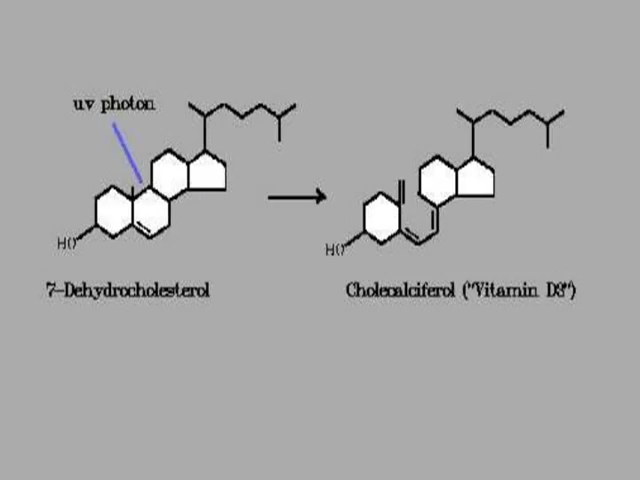 uv photon
HO
HO
7-Dehydrocholesterol
Cholecalciferol ("Vitamin D3")